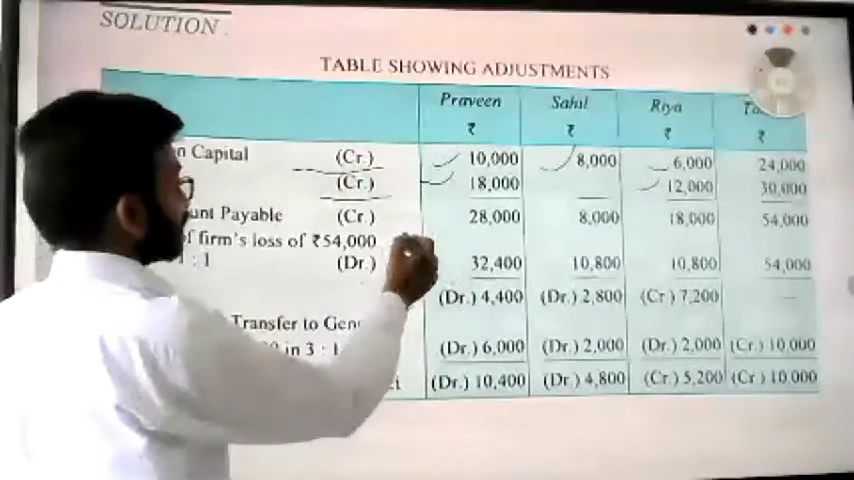 SOLUTION
TABLE SHOWING ADJUSTMENTS
Praveen Sahil Riya
₹ ₹ ₹ ₹
Capital (Cr.) 10,000 8,000 6,000 24,000
(Cr.) 18,000 — 12,000 30,000
Payable (Cr.) 28,000 8,000 18,000 54,000
f firm's loss of ₹54,000
: 1 (Dr.) 32,400 10,800 10,800 54,000
(Dr.) 4,400 (Dr.) 2,800 (Cr.) 7,200 —
Transfer to
in 3 : 1 (Dr.) 6,000 (Dr.) 2,000 (Dr.) 2,000 (Cr.) 10,000
(Dr.) 10,400 (Dr.) 4,800 (Cr.) 5,200 (Cr.) 10,000